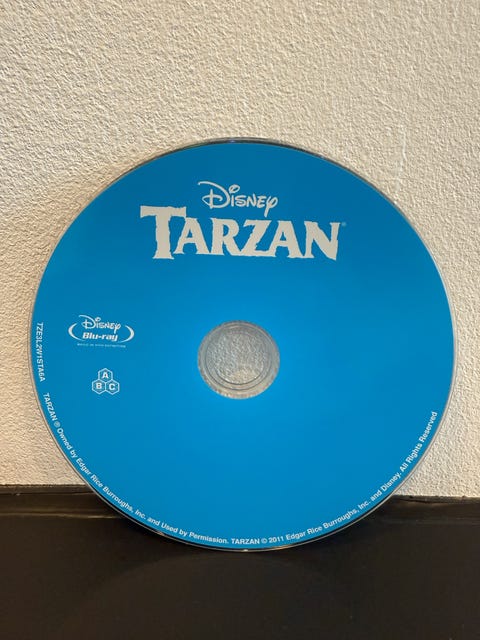 Disney
TARZAN®
Disney
Blu-ray
A
B C
TZE3L2W1STA6A
TARZAN ® Owned by Edgar Rice Burroughs, Inc. and Used by Permission. TARZAN © 2011 Edgar Rice Burroughs, Inc. and Disney. All Rights Reserved